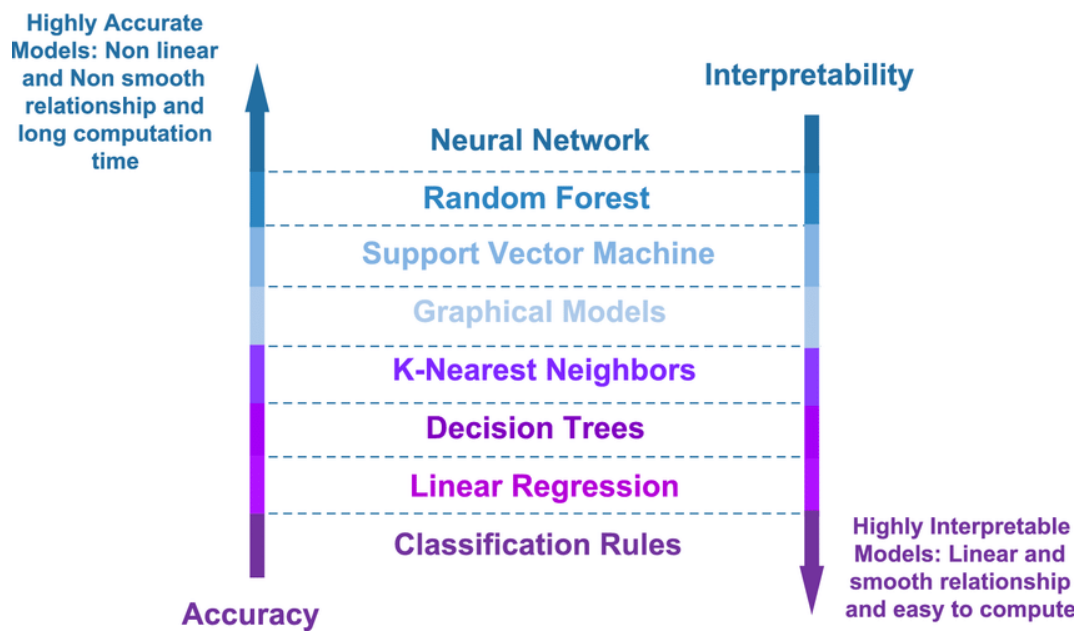 Highly Accurate
Models: Non linear
and Non smooth
relationship and
long computation
time
Interpretability
Neural Network
Random Forest
Support Vector Machine
Graphical Models
K-Nearest Neighbors
Decision Trees
Linear Regression
Classification Rules
Accuracy
Highly Interpretable
Models: Linear and
smooth relationship
and easy to compute